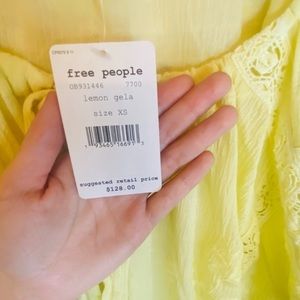 free people
OB931446 7700
lemon gela
size XS
suggested retail price
$128.00